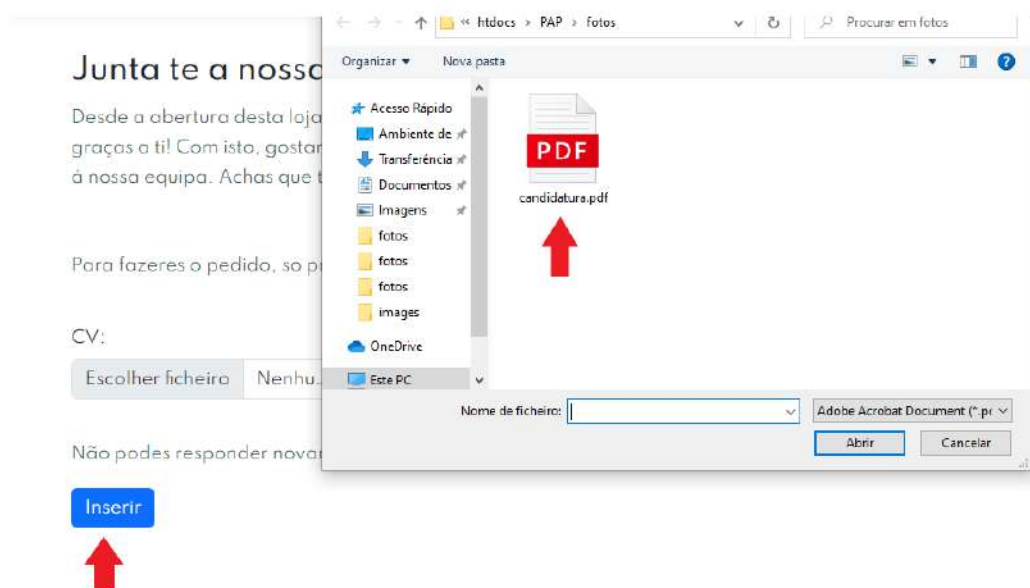 « htdocs > PAP > fotos
Procurar em fotos
Junta te a nossa
Organizar
Nova pasta
Desde a abertura desta loja
graças a ti! Com isto, gostar
á nossa equipa. Achas que t
Acesso Rápido
Ambiente de
Transferência
Documentos
Imagens
fotos
fotos
fotos
images
OneDrive
Este PC
PDF
candidatura.pdf
Para fazeres o pedido, so pr
CV:
Escolher ficheiro
Nenhu..
Nome de ficheiro:
Adobe Acrobat Document (*.pc
Abrir
Cancelar
Não podes responder novar
Inserir